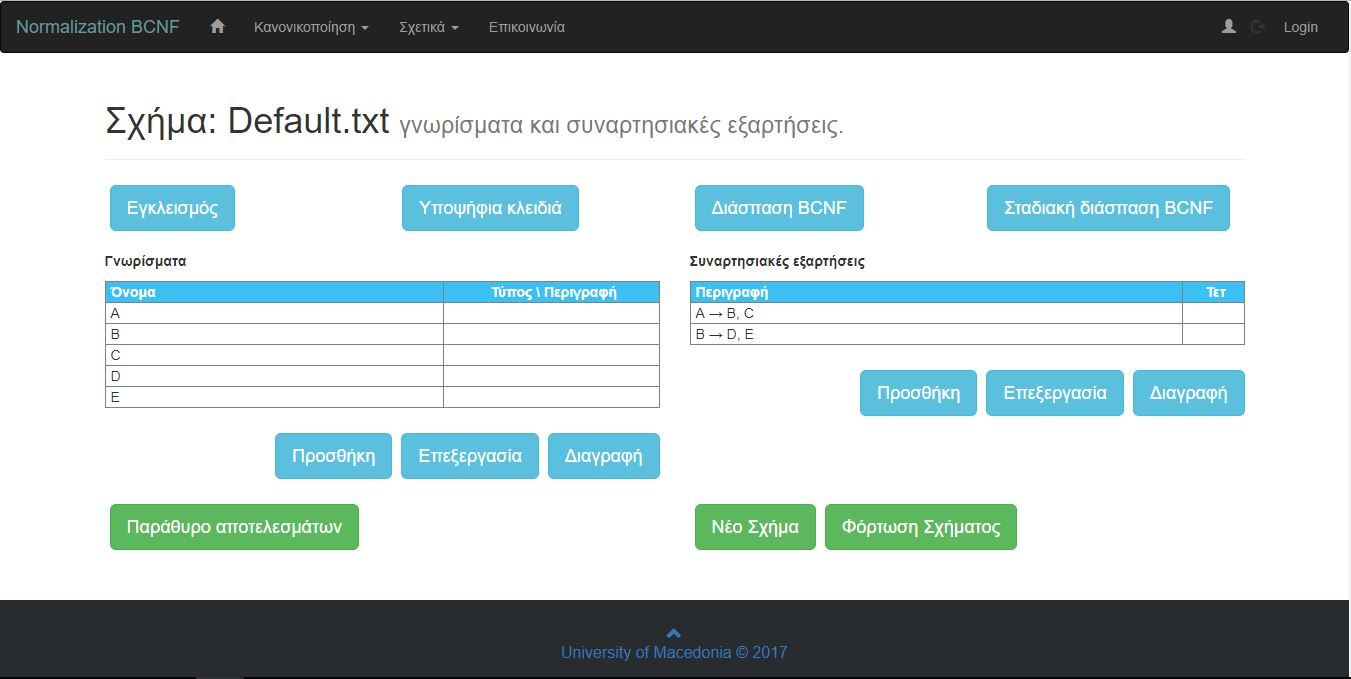 Normalization BCNF Κανονικοποίηση Σχετικά Επικοινωνία Login
Σχήμα: Default.txt γνωρίσματα και συναρτησιακές εξαρτήσεις.
Εγκλεισμός Υποψήφια κλειδιά Διάσπαση BCNF Σταδιακή διάσπαση BCNF
Γνωρίσματα
Όνομα Τύπος \ Περιγραφή
A
B
C
D
E
Προσθήκη Επεξεργασία Διαγραφή
Συναρτησιακές εξαρτήσεις
Περιγραφή Τετ
A → B, C
B → D, E
Προσθήκη Επεξεργασία Διαγραφή
Παράθυρο αποτελεσμάτων Νέο Σχήμα Φόρτωση Σχήματος
University of Macedonia © 2017